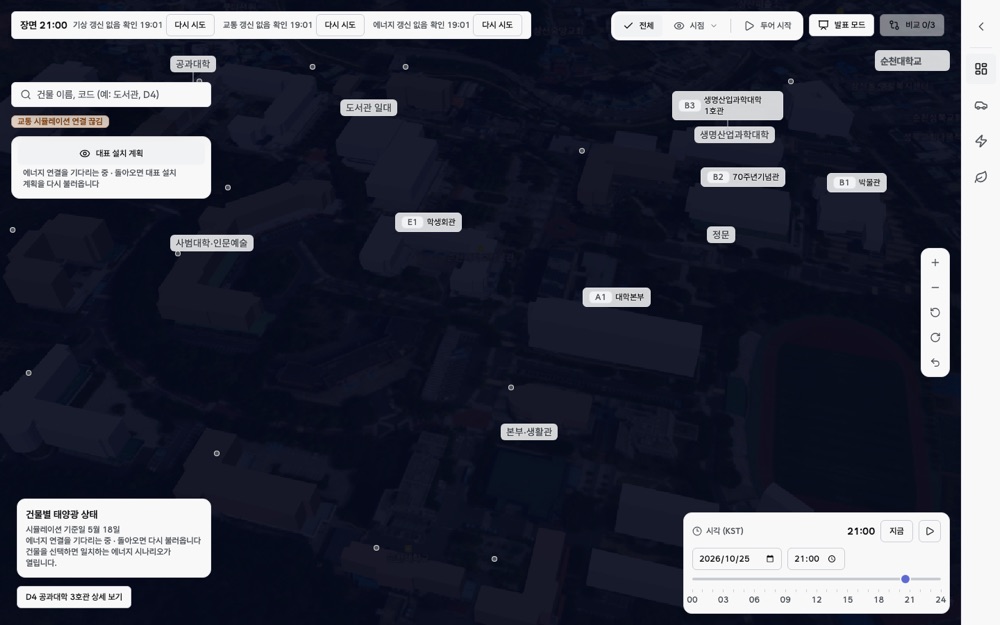 장면 21:00 기상 갱신 없음 확인 19:01 다시 시도 교통 갱신 없음 확인 19:01 다시 시도 에너지 갱신 없음 확인 19:01 다시 시도
전체 시점 투어 시작 발표 모드 비교 0/3
순천대학교
공과대학
건물 이름, 코드 (예: 도서관, D4)
도서관 일대
B3 생명산업과학대학
1호관
교통 시뮬레이션 연결 끊김
생명산업과학대학
대표 설치 계획
에너지 연결을 기다리는 중 · 돌아오면 대표 설치
계획을 다시 불러옵니다
B2 70주년기념관
B1 박물관
E1 학생회관
정문
사범대학·인문예술
A1 대학본부
본부·생활관
건물별 태양광 상태
시뮬레이션 기준일 5월 18일
에너지 연결을 기다리는 중 · 돌아오면 다시 불러옵니다
건물을 선택하면 일치하는 에너지 시나리오가
열립니다.
D4 공과대학 3호관 상세 보기
시각 (KST) 21:00 지금
2026/10/25 21:00
00 03 06 09 12 15 18 21 24